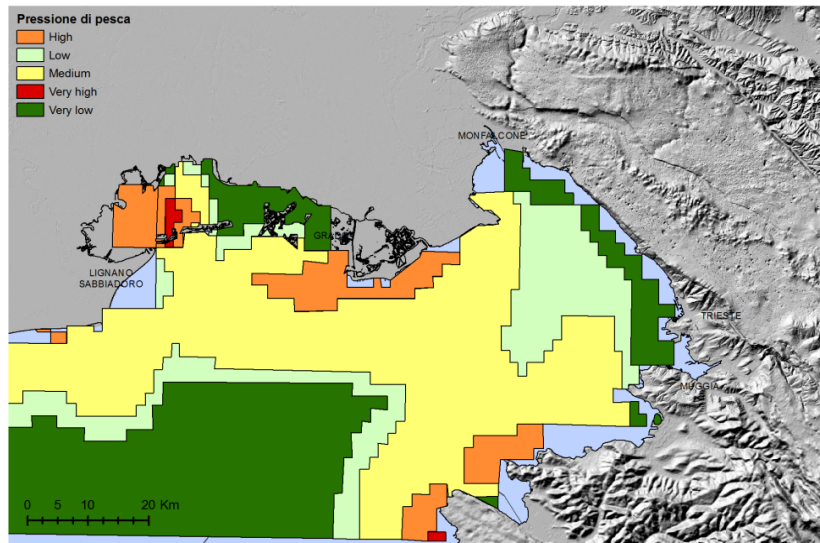 Pressione di pesca
High
Low
Medium
Very high
Very low
MONFALCONE
LIGNANO
SABBIADORO
TRIESTE
MUGGIA
0 5 10 20 Km